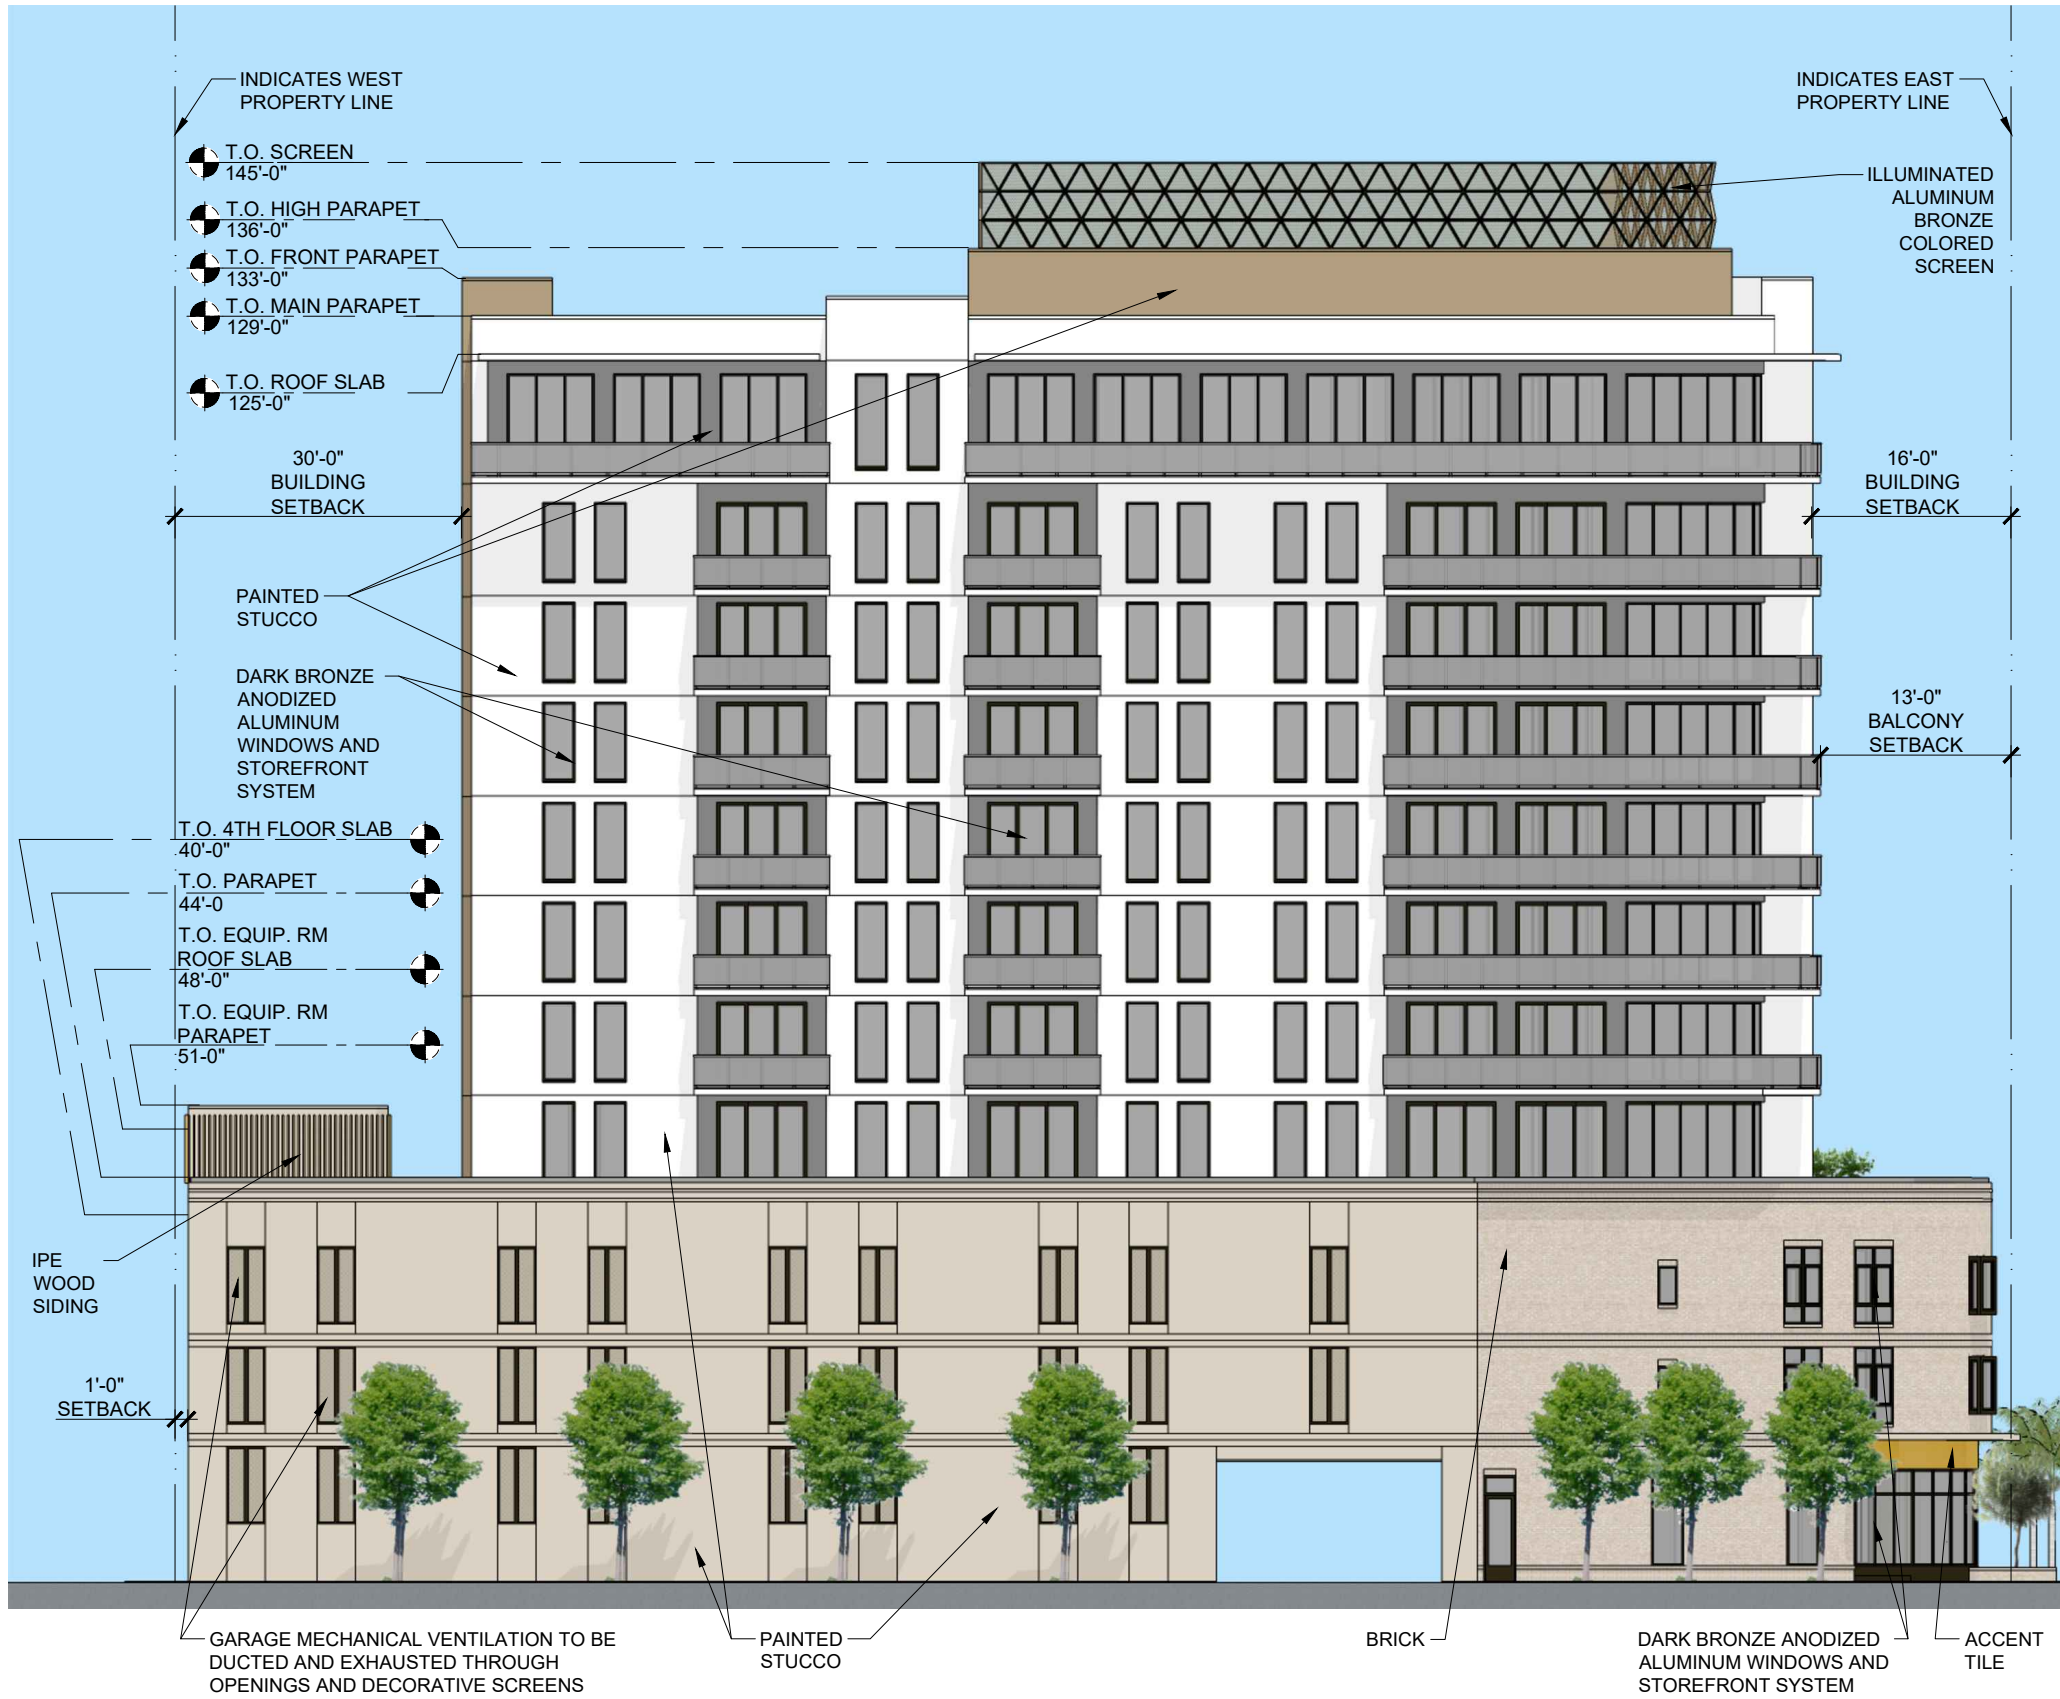 INDICATES WEST
PROPERTY LINE
INDICATES EAST
PROPERTY LINE
T.O. SCREEN
145'-0"
T.O. HIGH PARAPET
136'-0"
T.O. FRONT PARAPET
133'-0"
T.O. MAIN PARAPET
129'-0"
T.O. ROOF SLAB
125'-0"
ILLUMINATED
ALUMINUM
BRONZE
COLORED
SCREEN
30'-0"
BUILDING
SETBACK
16'-0"
BUILDING
SETBACK
PAINTED
STUCCO
DARK BRONZE
ANODIZED
ALUMINUM
WINDOWS AND
STOREFRONT
SYSTEM
13'-0"
BALCONY
SETBACK
T.O. 4TH FLOOR SLAB
40'-0"
T.O. PARAPET
44'-0
T.O. EQUIP. RM
ROOF SLAB
48'-0"
T.O. EQUIP. RM
PARAPET
51-0"
IPE
WOOD
SIDING
1'-0"
SETBACK
GARAGE MECHANICAL VENTILATION TO BE
DUCTED AND EXHAUSTED THROUGH
OPENINGS AND DECORATIVE SCREENS
PAINTED
STUCCO
BRICK
DARK BRONZE ANODIZED
ALUMINUM WINDOWS AND
STOREFRONT SYSTEM
ACCENT
TILE